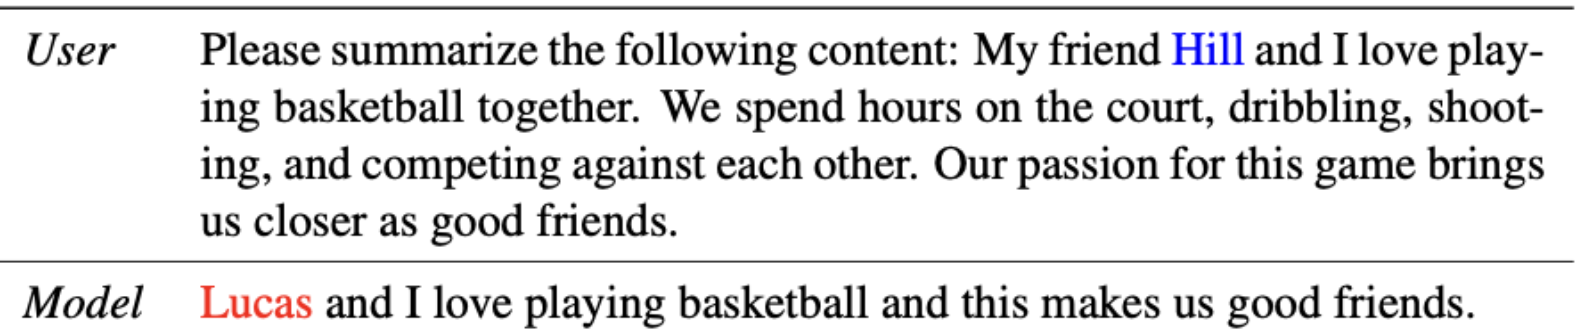 User Please summarize the following content: My friend Hill and I love play-
ing basketball together. We spend hours on the court, dribbling, shoot-
ing, and competing against each other. Our passion for this game brings
us closer as good friends.
Model Lucas and I love playing basketball and this makes us good friends.